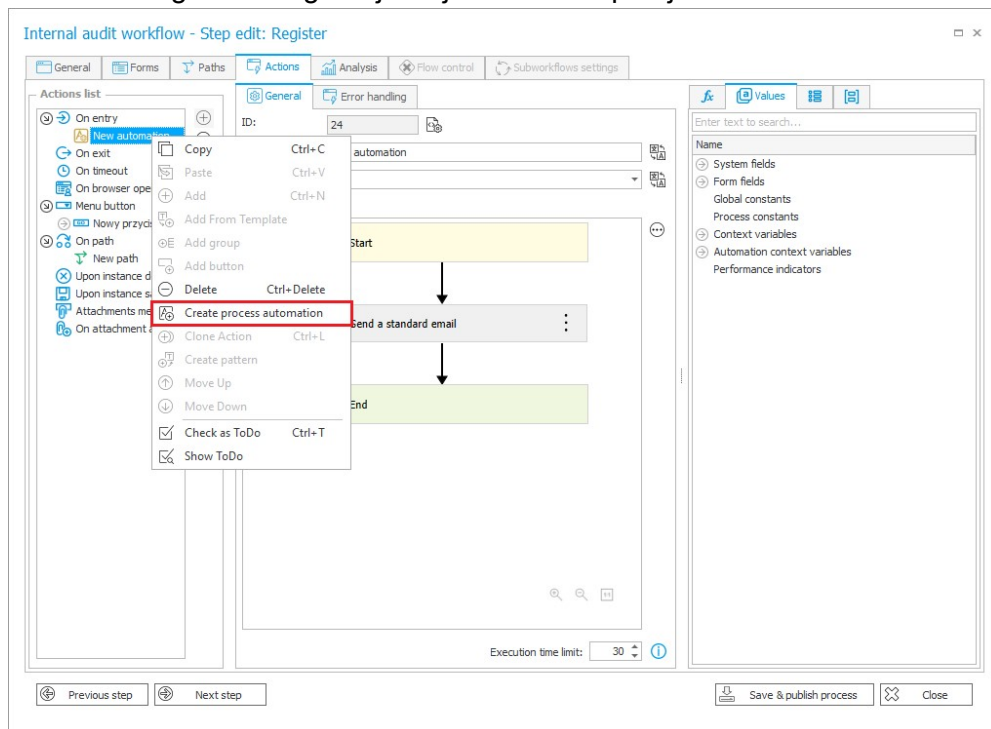 Internal audit workflow - Step edit: Register
General Forms Paths Actions Analysis Flow control Subworkflows settings
Actions list
On entry
New automation
On exit
On timeout
On browser ope
Menu button
Nowy przycis
On path
New path
Upon instance d
Upon instance s
Attachments me
On attachment
Copy Ctrl+C
Paste Ctrl+V
Add Ctrl+N
Add From Template
Add group
Add button
Delete Ctrl+Delete
Create process automation
Clone Action Ctrl+L
Create pattern
Move Up
Move Down
Check as ToDo Ctrl+T
Show ToDo
General Error handling
ID: 24
automation
Start
Send a standard email
End
Execution time limit: 30
fx Values
Enter text to search...
Name
System fields
Form fields
Global constants
Process constants
Context variables
Automation context variables
Performance indicators
Previous step Next step Save & publish process Close